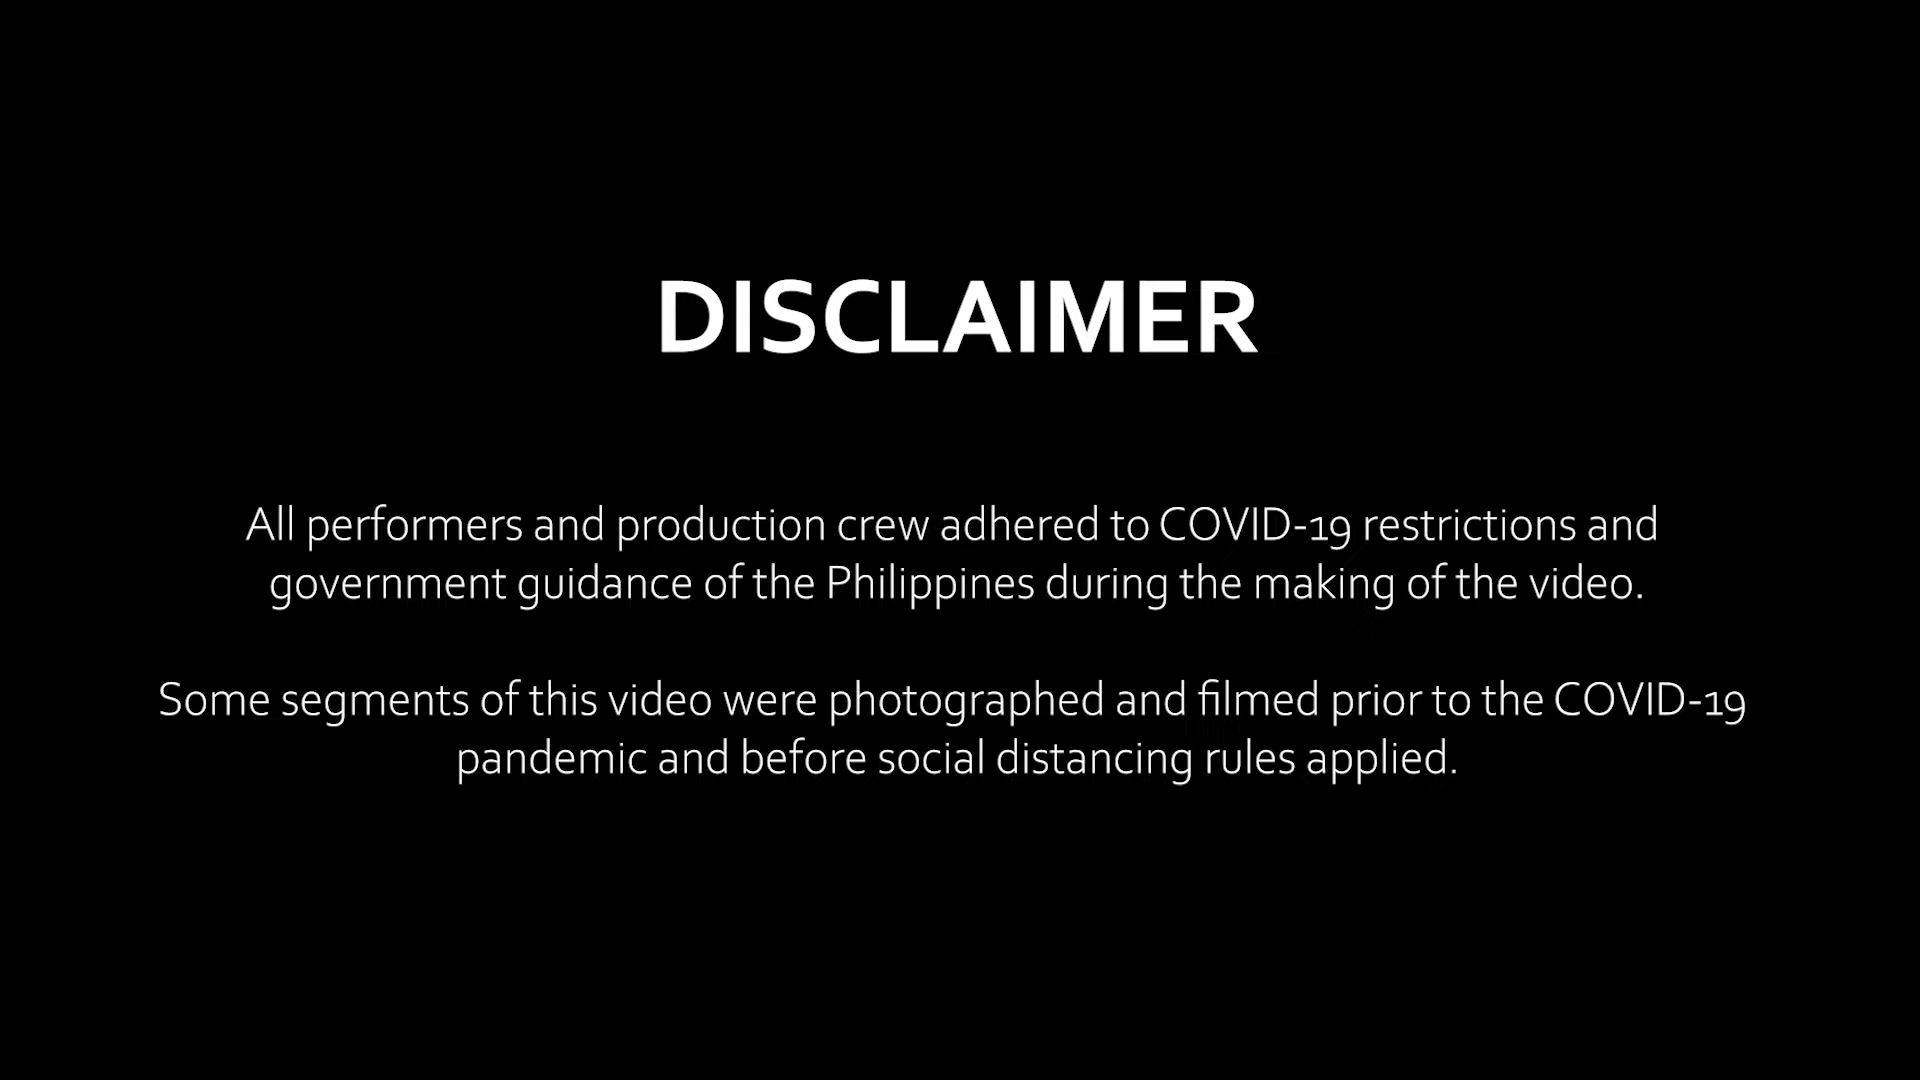 DISCLAIMER
All performers and production crew adhered to COVID-19 restrictions and
government guidance of the Philippines during the making of the video.
Some segments of this video were photographed and filmed prior to the COVID-19
pandemic and before social distancing rules applied.